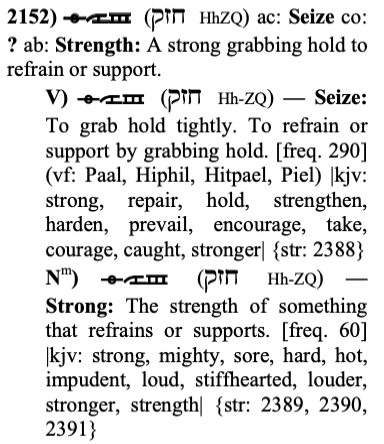 2152) (חזק HhZQ) ac: Seize co:
? ab: Strength: A strong grabbing hold to
refrain or support.
V) (חזק Hh-ZQ) — Seize:
To grab hold tightly. To refrain or
support by grabbing hold. [freq. 290]
(vf: Paal, Hiphil, Hitpael, Piel) |kjv:
strong, repair, hold, strengthen,
harden, prevail, encourage, take,
courage, caught, stronger| {str: 2388}
Nᵐ) (חזק Hh-ZQ) —
Strong: The strength of something
that refrains or supports. [freq. 60]
|kjv: strong, mighty, sore, hard, hot,
impudent, loud, stiffhearted, louder,
stronger, strength| {str: 2389, 2390,
2391}